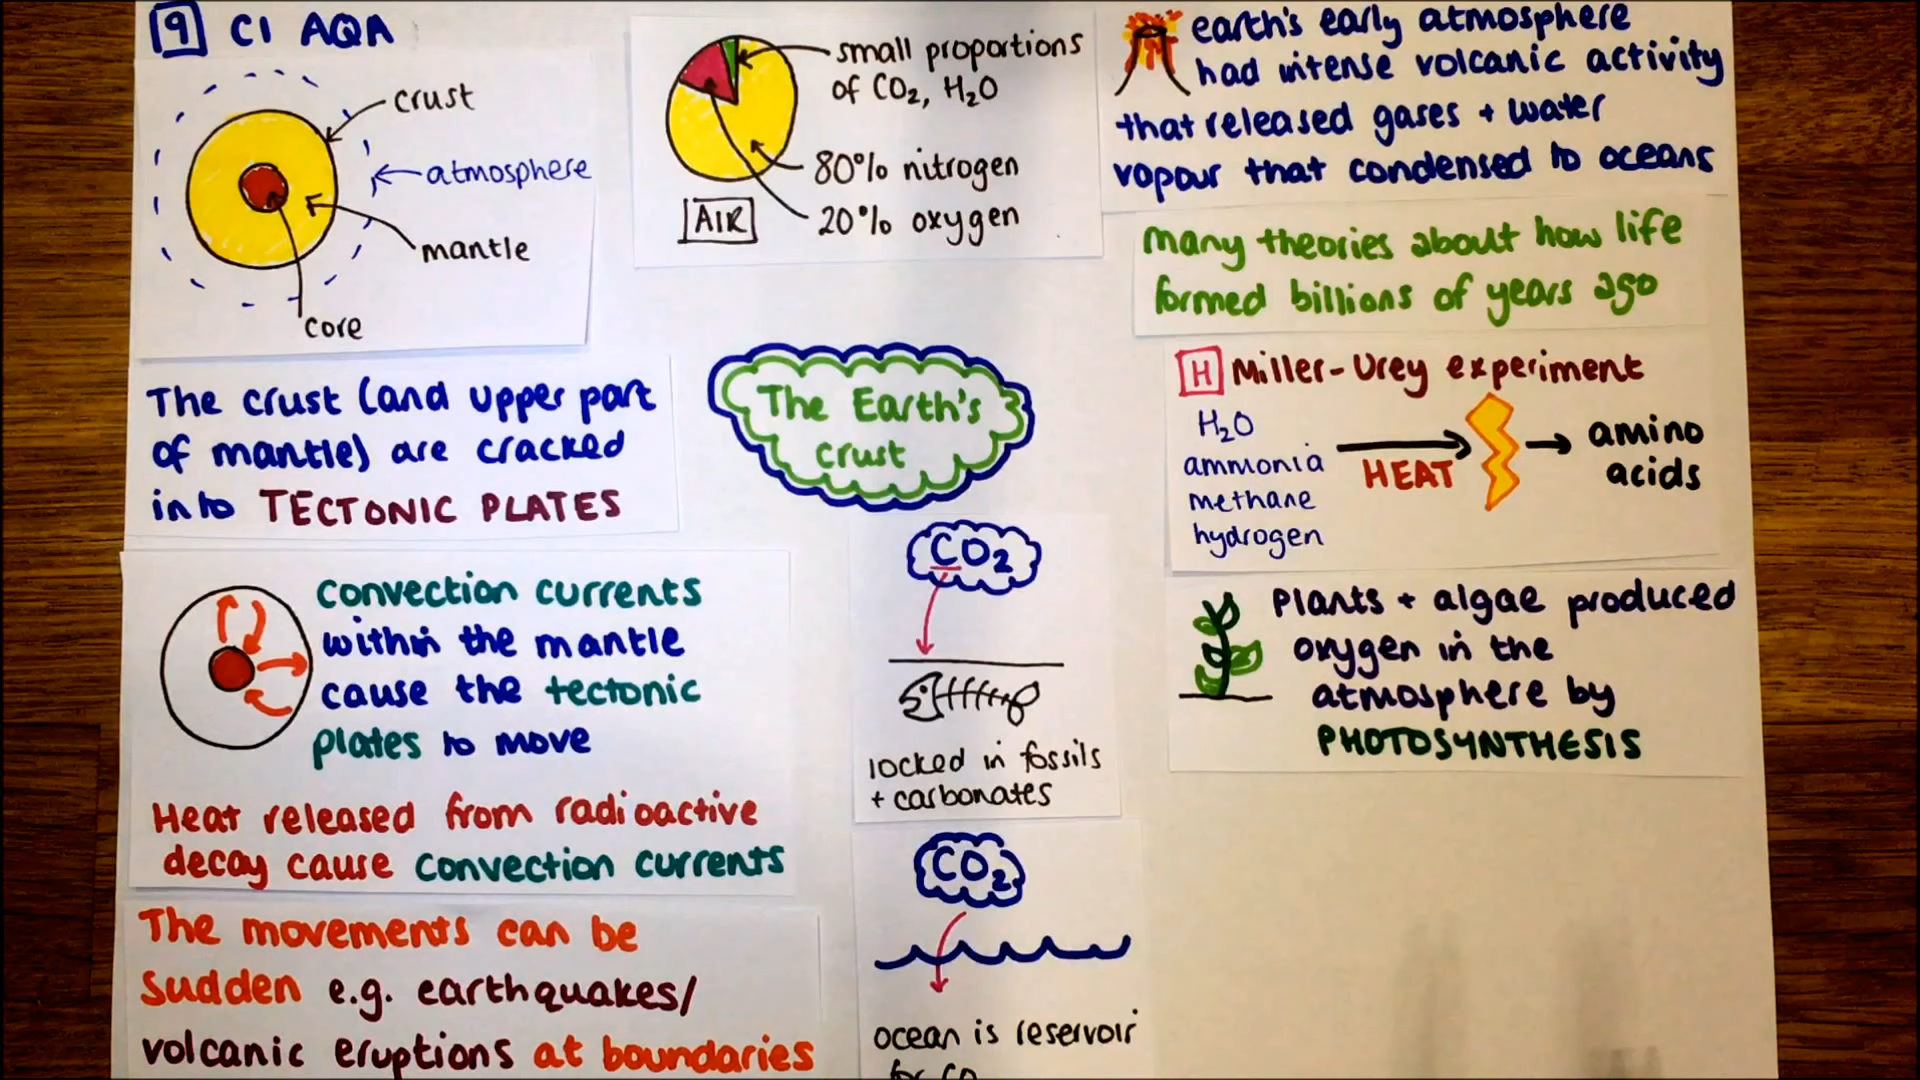 9 C1 AQA
crust
atmosphere
mantle
core
small proportions
of CO₂, H₂O
80% nitrogen
20% oxygen
AIR
earth's early atmosphere
had intense volcanic activity
that released gases + water
vapour that condensed to oceans
many theories about how life
formed billions of years ago
H Miller-Urey experiment
H₂O
ammonia
methane
hydrogen
HEAT
amino
acids
Plants + algae produced
oxygen in the
atmosphere by
PHOTOSYNTHESIS
The Earth's
crust
The crust (and upper part
of mantle) are cracked
into TECTONIC PLATES
convection currents
within the mantle
cause the tectonic
plates to move
Heat released from radioactive
decay cause convection currents
The movements can be
sudden e.g. earthquakes/
volcanic eruptions at boundaries
CO₂
locked in fossils
+ carbonates
CO₂
ocean is reservoir
for CO